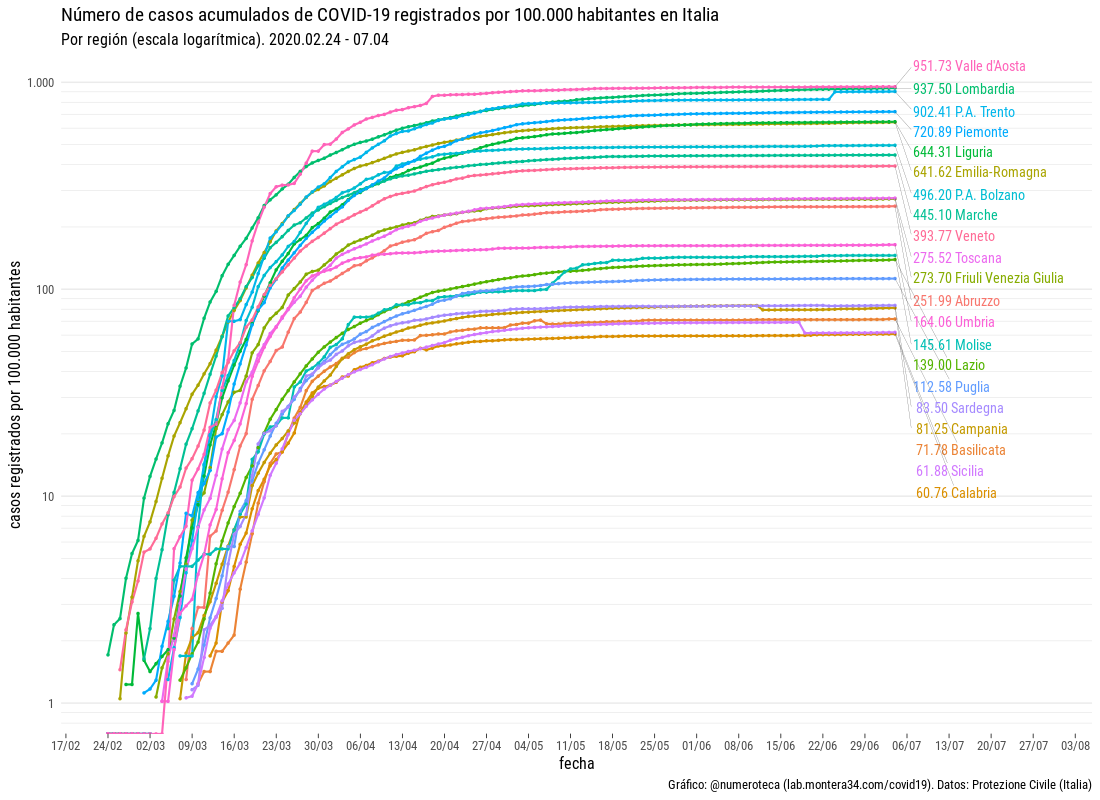 Número de casos acumulados de COVID-19 registrados por 100.000 habitantes en Italia
Por región (escala logarítmica). 2020.02.24 - 07.04
casos registrados por 100.000 habitantes
1.000
100
10
1
951.73 Valle d'Aosta
937.50 Lombardia
902.41 P.A. Trento
720.89 Piemonte
644.31 Liguria
641.62 Emilia-Romagna
496.20 P.A. Bolzano
445.10 Marche
393.77 Veneto
275.52 Toscana
273.70 Friuli Venezia Giulia
251.99 Abruzzo
164.06 Umbria
145.61 Molise
139.00 Lazio
112.58 Puglia
83.50 Sardegna
81.25 Campania
71.78 Basilicata
61.88 Sicilia
60.76 Calabria
17/02 24/02 02/03 09/03 16/03 23/03 30/03 06/04 13/04 20/04 27/04 04/05 11/05 18/05 25/05 01/06 08/06 15/06 22/06 29/06 06/07 13/07 20/07 27/07 03/08
fecha
Gráfico: @numeroteca (lab.montera34.com/covid19). Datos: Protezione Civile (Italia)